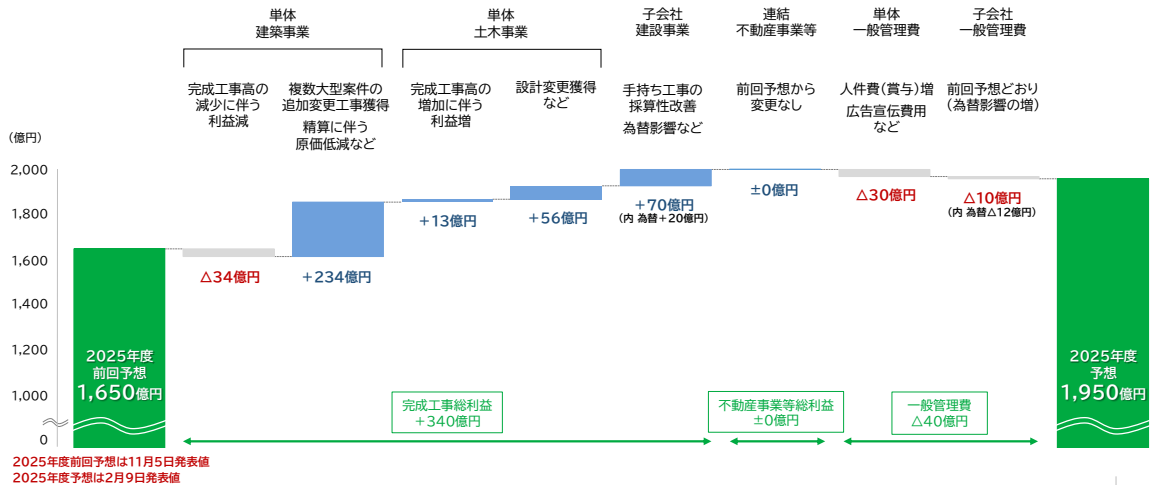 単体
建築事業
単体
土木事業
子会社
建設事業
連結
不動産事業等
単体
一般管理費
子会社
一般管理費
完成工事高の
減少に伴う
利益減
複数大型案件の
追加変更工事獲得
精算に伴う
原価低減など
完成工事高の
増加に伴う
利益増
設計変更獲得
など
手持ち工事の
採算性改善
為替影響など
前回予想から
変更なし
人件費(賞与)増
広告宣伝費用
など
前回予想どおり
(為替影響の増)
(億円)
2,000
1,800
1,600
1,400
1,200
1,000
0
2025年度
前回予想
1,650億円
△34億円
+234億円
+13億円
+56億円
+70億円
(内 為替+20億円)
±0億円
△30億円
△10億円
(内 為替△12億円)
2025年度
予想
1,950億円
完成工事総利益
+340億円
不動産事業等総利益
±0億円
一般管理費
△40億円
2025年度前回予想は11月5日発表値
2025年度予想は2月9日発表値